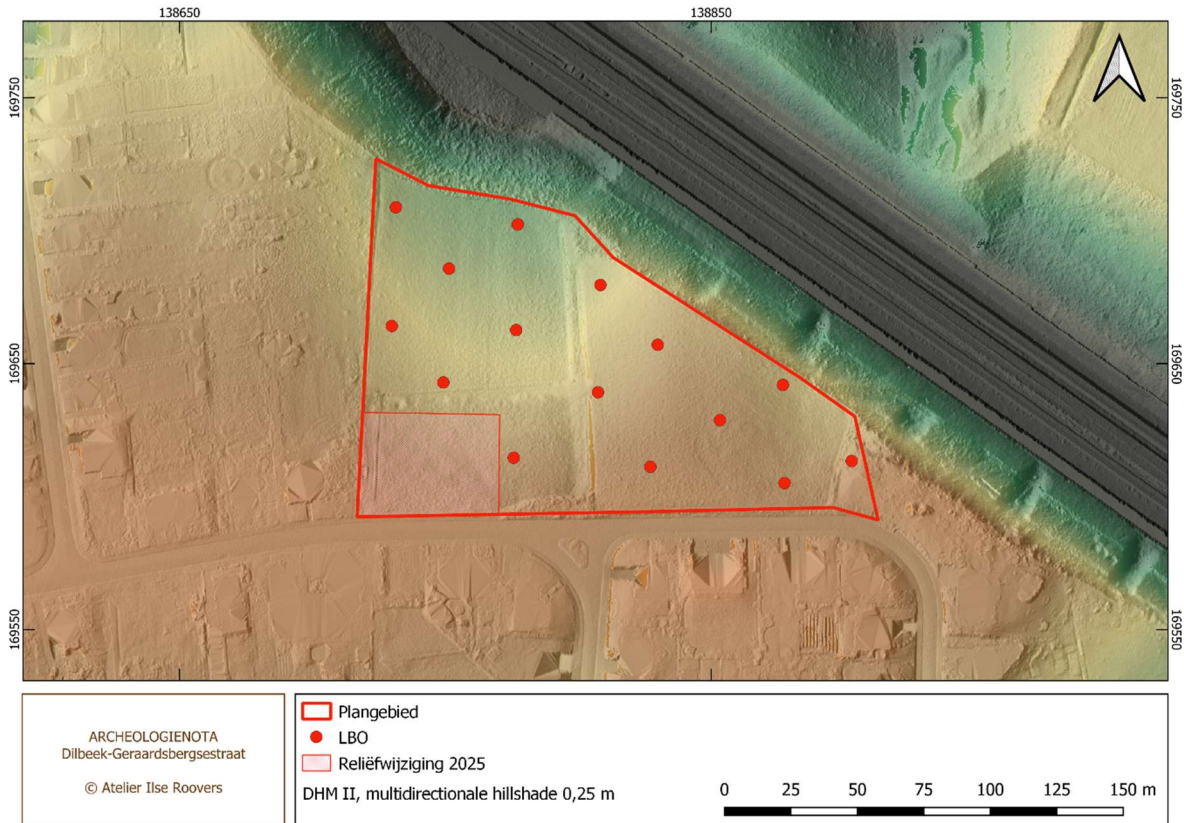 138650
138850
169750
169750
169650
169650
169550
169550
ARCHEOLOGIENOTA
Dilbeek-Geraardsbergsestraat
© Atelier Ilse Roovers
Plangebied
LBO
Reliëfwijziging 2025
DHM II, multidirectionale hillshade 0,25 m
0 25 50 75 100 125 150 m